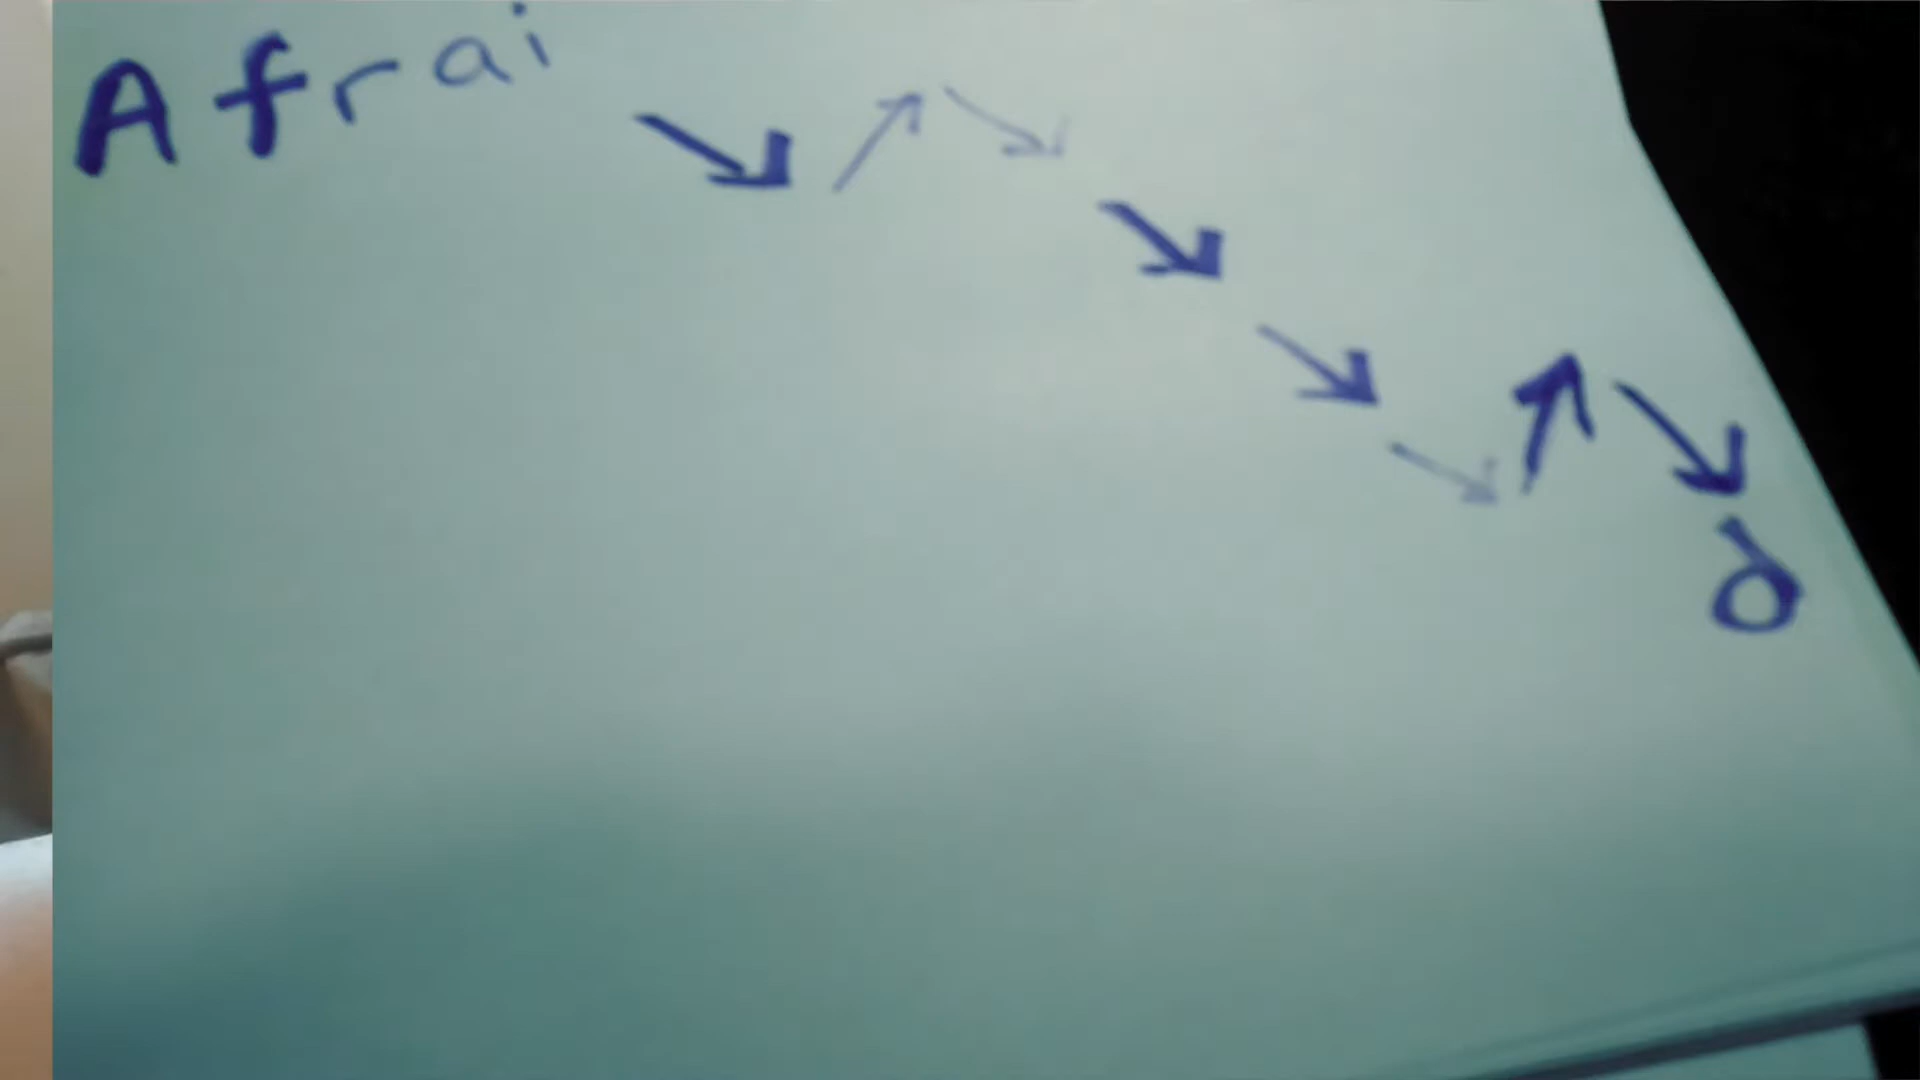 Afrai ↘ ↗ ↘ ↘ ↘ ↘ ↗ ↘ d